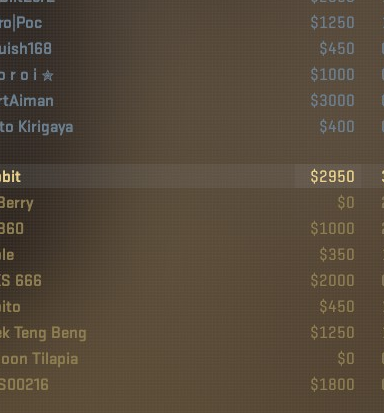 ro|Poc $1250
uish168 $450
o r o i ★ $1000
rtAiman $3000
to Kirigaya $400
bit $2950
Berry $0
360 $1000
le $350
S 666 $2000
ito $450
ek Teng Beng $1250
oon Tilapia $0
S00216 $1800